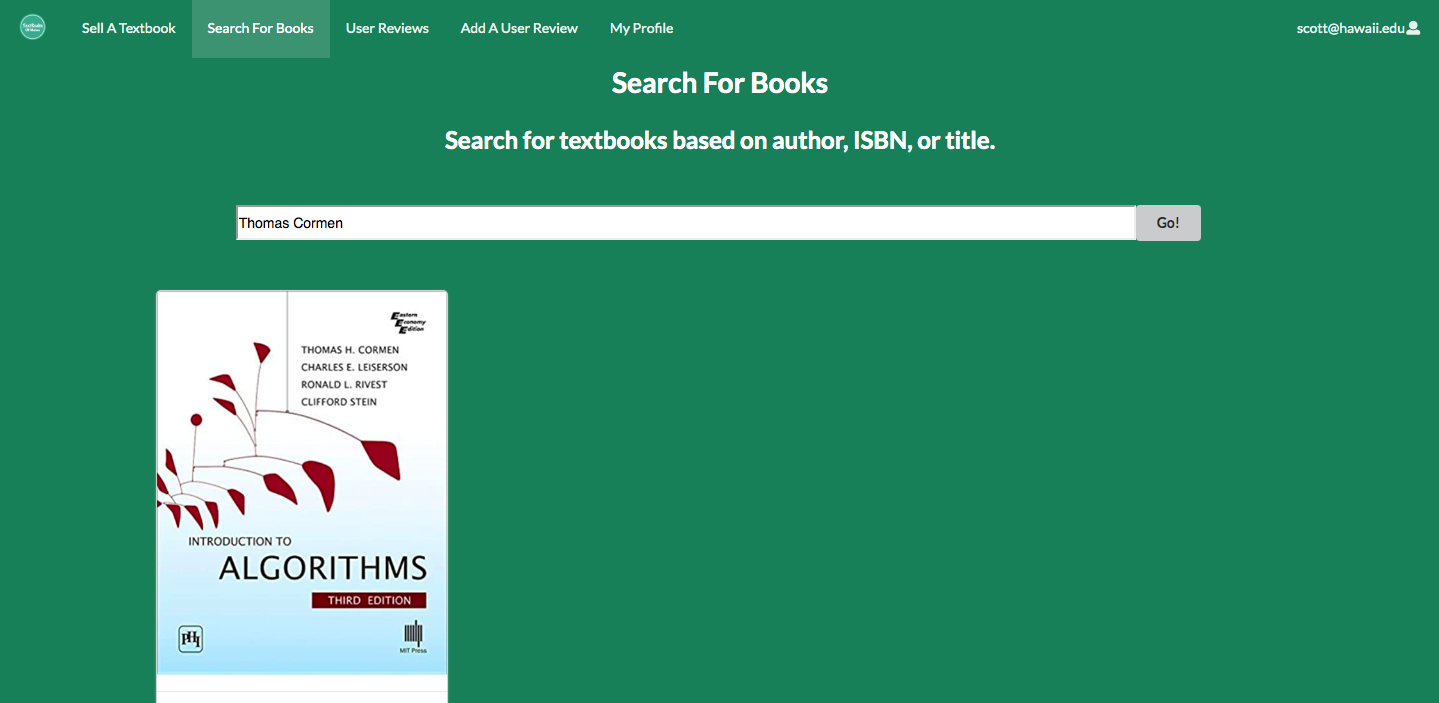 Sell A Textbook
Search For Books
User Reviews
Add A User Review
My Profile
scott@hawaii.edu
Search For Books
Search for textbooks based on author, ISBN, or title.
Thomas Cormen
Go!
Eastern
Economy
Edition
THOMAS H. CORMEN
CHARLES E. LEISERSON
RONALD L. RIVEST
CLIFFORD STEIN
INTRODUCTION TO
ALGORITHMS
THIRD EDITION
PHI
MIT Press